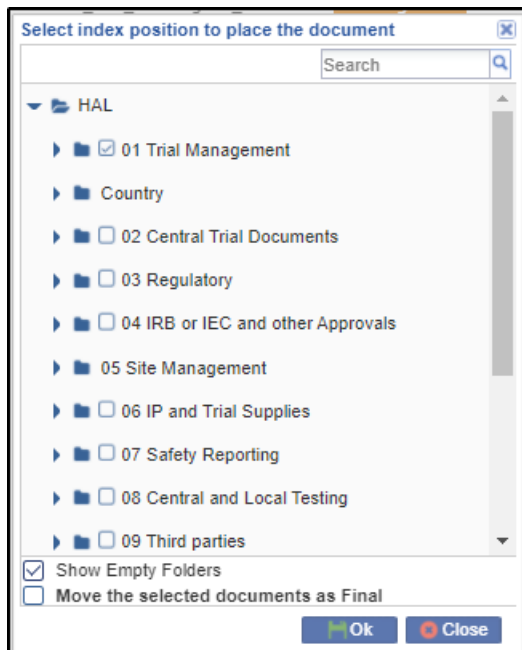 Select index position to place the document
Search
HAL
01 Trial Management
Country
02 Central Trial Documents
03 Regulatory
04 IRB or IEC and other Approvals
05 Site Management
06 IP and Trial Supplies
07 Safety Reporting
08 Central and Local Testing
09 Third parties
Show Empty Folders
Move the selected documents as Final
Ok Close